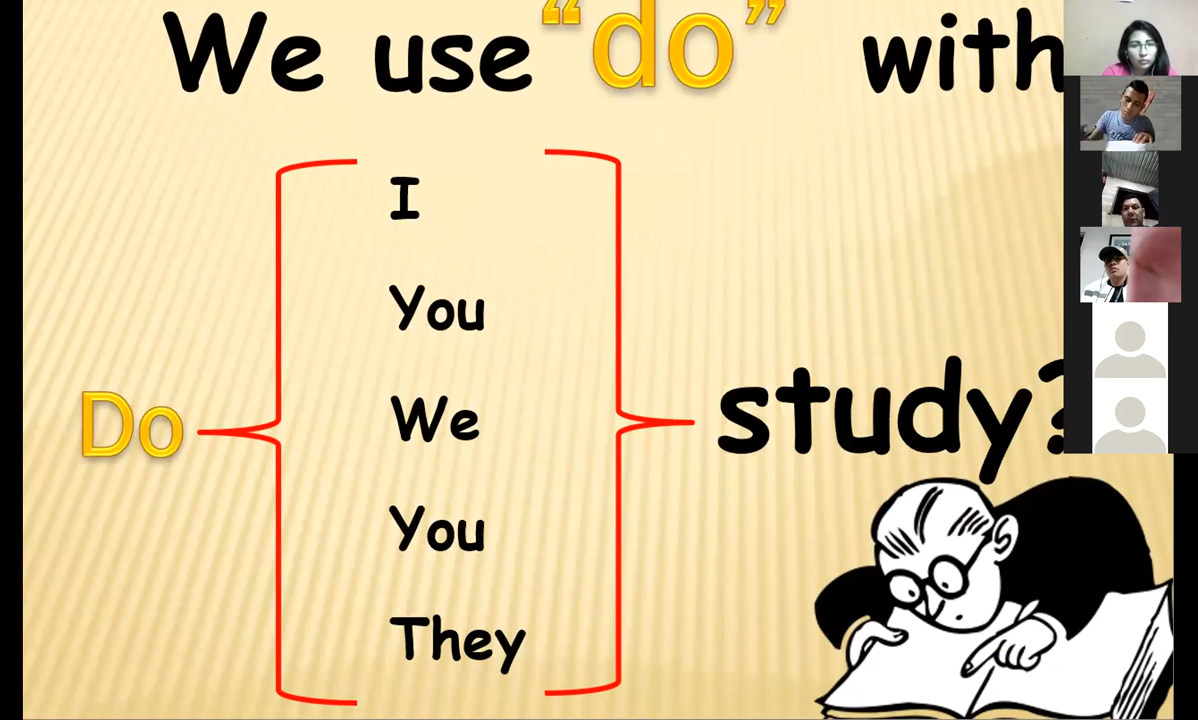 We use “do” with
I
You
We
Do study?
You
They